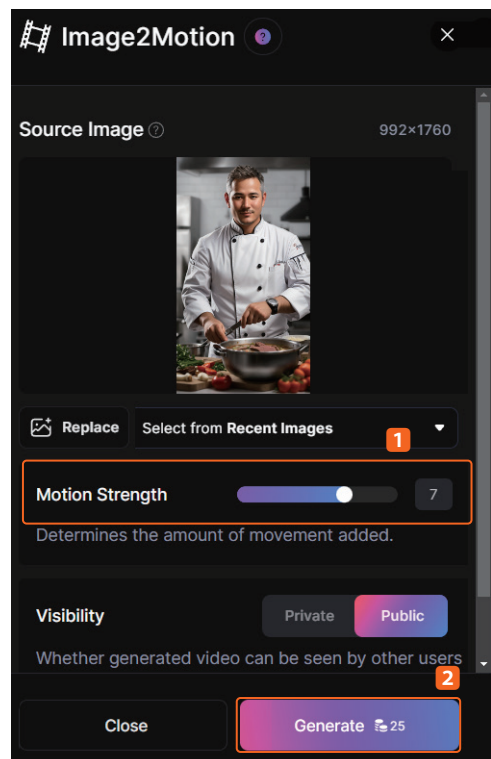 Image2Motion ?
×
Source Image ? 992×1760
Replace Select from Recent Images
1
Motion Strength 7
Determines the amount of movement added.
Visibility Private Public
Whether generated video can be seen by other users
2
Close Generate 25